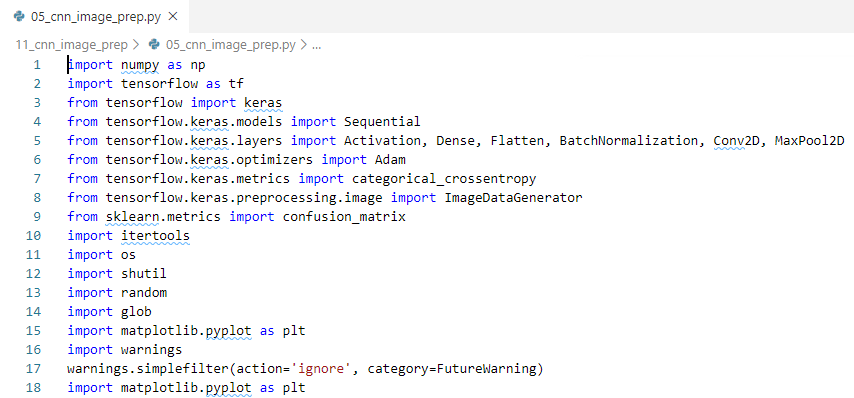 05_cnn_image_prep.py
11_cnn_image_prep > 05_cnn_image_prep.py > ...
1 import numpy as np
2 import tensorflow as tf
3 from tensorflow import keras
4 from tensorflow.keras.models import Sequential
5 from tensorflow.keras.layers import Activation, Dense, Flatten, BatchNormalization, Conv2D, MaxPool2D
6 from tensorflow.keras.optimizers import Adam
7 from tensorflow.keras.metrics import categorical_crossentropy
8 from tensorflow.keras.preprocessing.image import ImageDataGenerator
9 from sklearn.metrics import confusion_matrix
10 import itertools
11 import os
12 import shutil
13 import random
14 import glob
15 import matplotlib.pyplot as plt
16 import warnings
17 warnings.simplefilter(action='ignore', category=FutureWarning)
18 import matplotlib.pyplot as plt